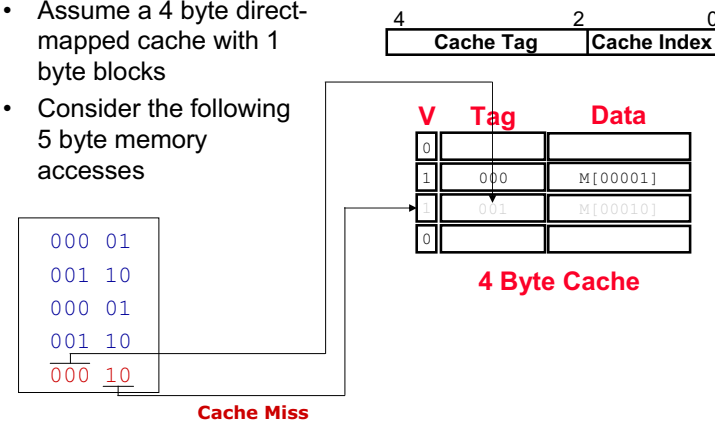 • Assume a 4 byte direct-
mapped cache with 1
byte blocks
• Consider the following
5 byte memory
accesses
4 2 0
Cache Tag Cache Index
V Tag Data
0
1 000 M[00001]
1 001 M[00010]
0
4 Byte Cache
000 01
001 10
000 01
001 10
000 10
Cache Miss